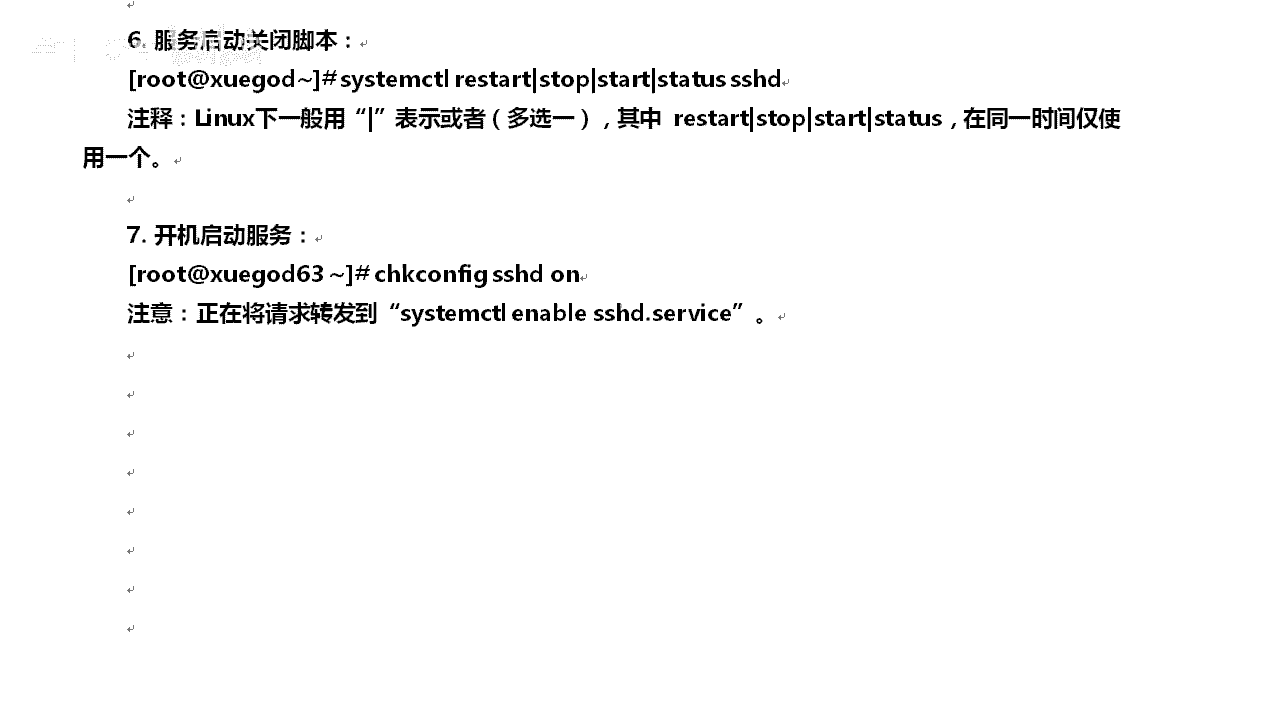 6. 服务启动关闭脚本：
[root@xuegod~]#systemctl restart|stop|start|status sshd
注释：Linux下一般用“|”表示或者（多选一），其中 restart|stop|start|status，在同一时间仅使
用一个。
7. 开机启动服务：
[root@xuegod63 ~]# chkconfig sshd on
注意：正在将请求转发到“systemctl enable sshd.service”。